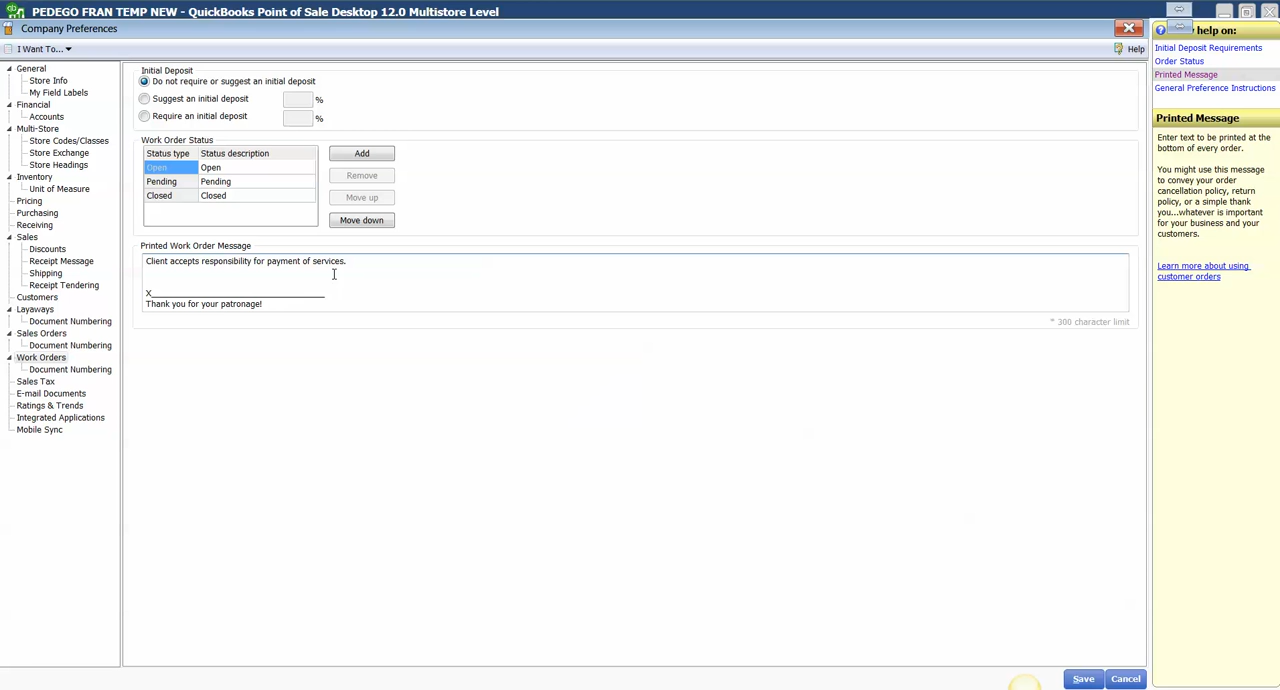 PEDEGO FRAN TEMP NEW - QuickBooks Point of Sale Desktop 12.0 Multistore Level
Company Preferences
I Want To...
Help
General
Store Info
My Field Labels
Financial
Accounts
Multi-Store
Store Codes/Classes
Store Exchange
Store Headings
Inventory
Unit of Measure
Pricing
Purchasing
Receiving
Sales
Discounts
Receipt Message
Shipping
Receipt Tendering
Customers
Layaways
Document Numbering
Sales Orders
Document Numbering
Work Orders
Document Numbering
Sales Tax
E-mail Documents
Ratings & Trends
Integrated Applications
Mobile Sync
Initial Deposit
Do not require or suggest an initial deposit
Suggest an initial deposit %
Require an initial deposit %
Work Order Status
Status type Status description
Open Open
Pending Pending
Closed Closed
Add
Remove
Move up
Move down
Printed Work Order Message
Client accepts responsibility for payment of services.
X______________________________
Thank you for your patronage!
* 300 character limit
Save Cancel
help on:
Initial Deposit Requirements
Order Status
Printed Message
General Preference Instructions
Printed Message
Enter text to be printed at the
bottom of every order.
You might use this message
to convey your order
cancellation policy, return
policy, or a simple thank
you...whatever is important
for your business and your
customers.
Learn more about using
customer orders